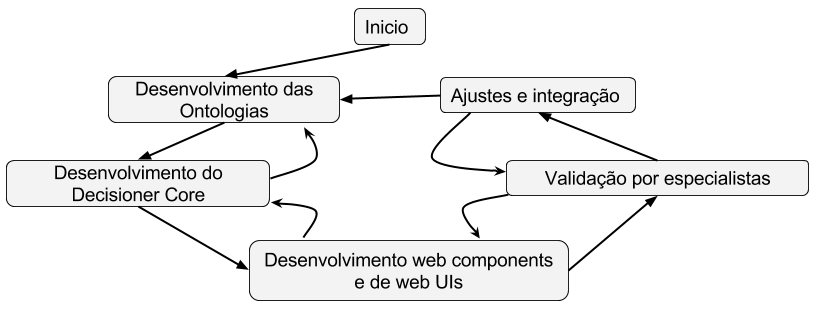 Inicio
Desenvolvimento das
Ontologias
Ajustes e integração
Desenvolvimento do
Decisioner Core
Validação por especialistas
Desenvolvimento web components
e de web UIs